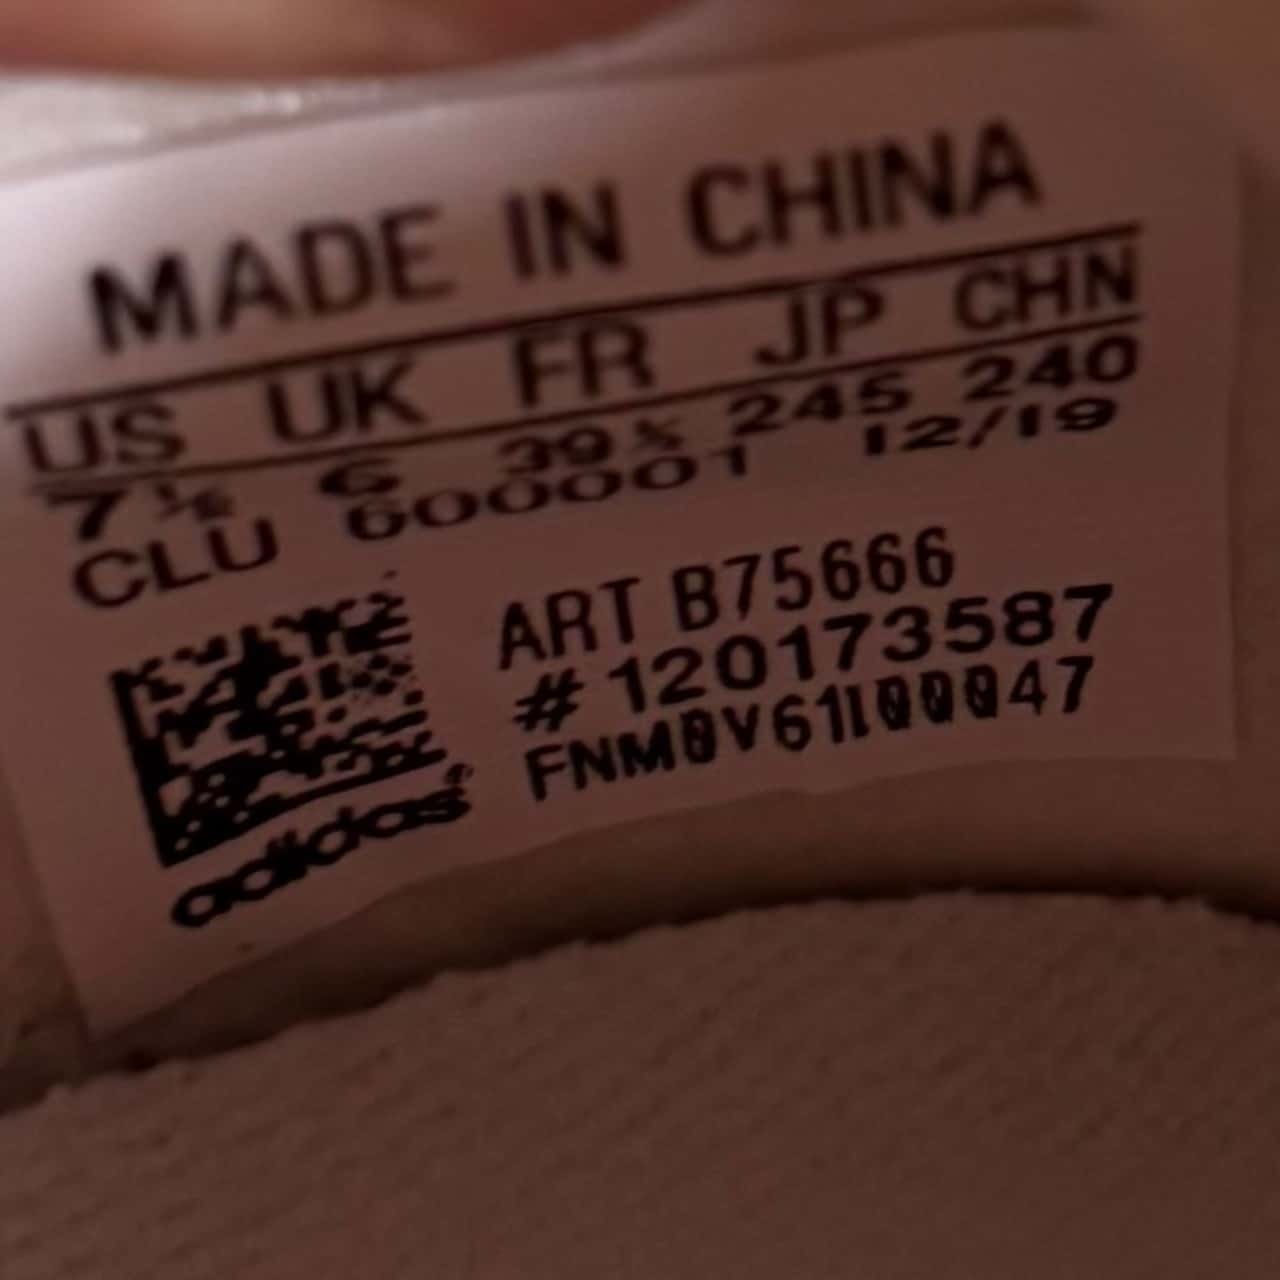 MADE IN CHINA
US UK FR JP CHN
7½ 6 39⅓ 245 240
CLU 600001 12/19
ART B75666
# 120173587
FNM0V61I00047
adidas®